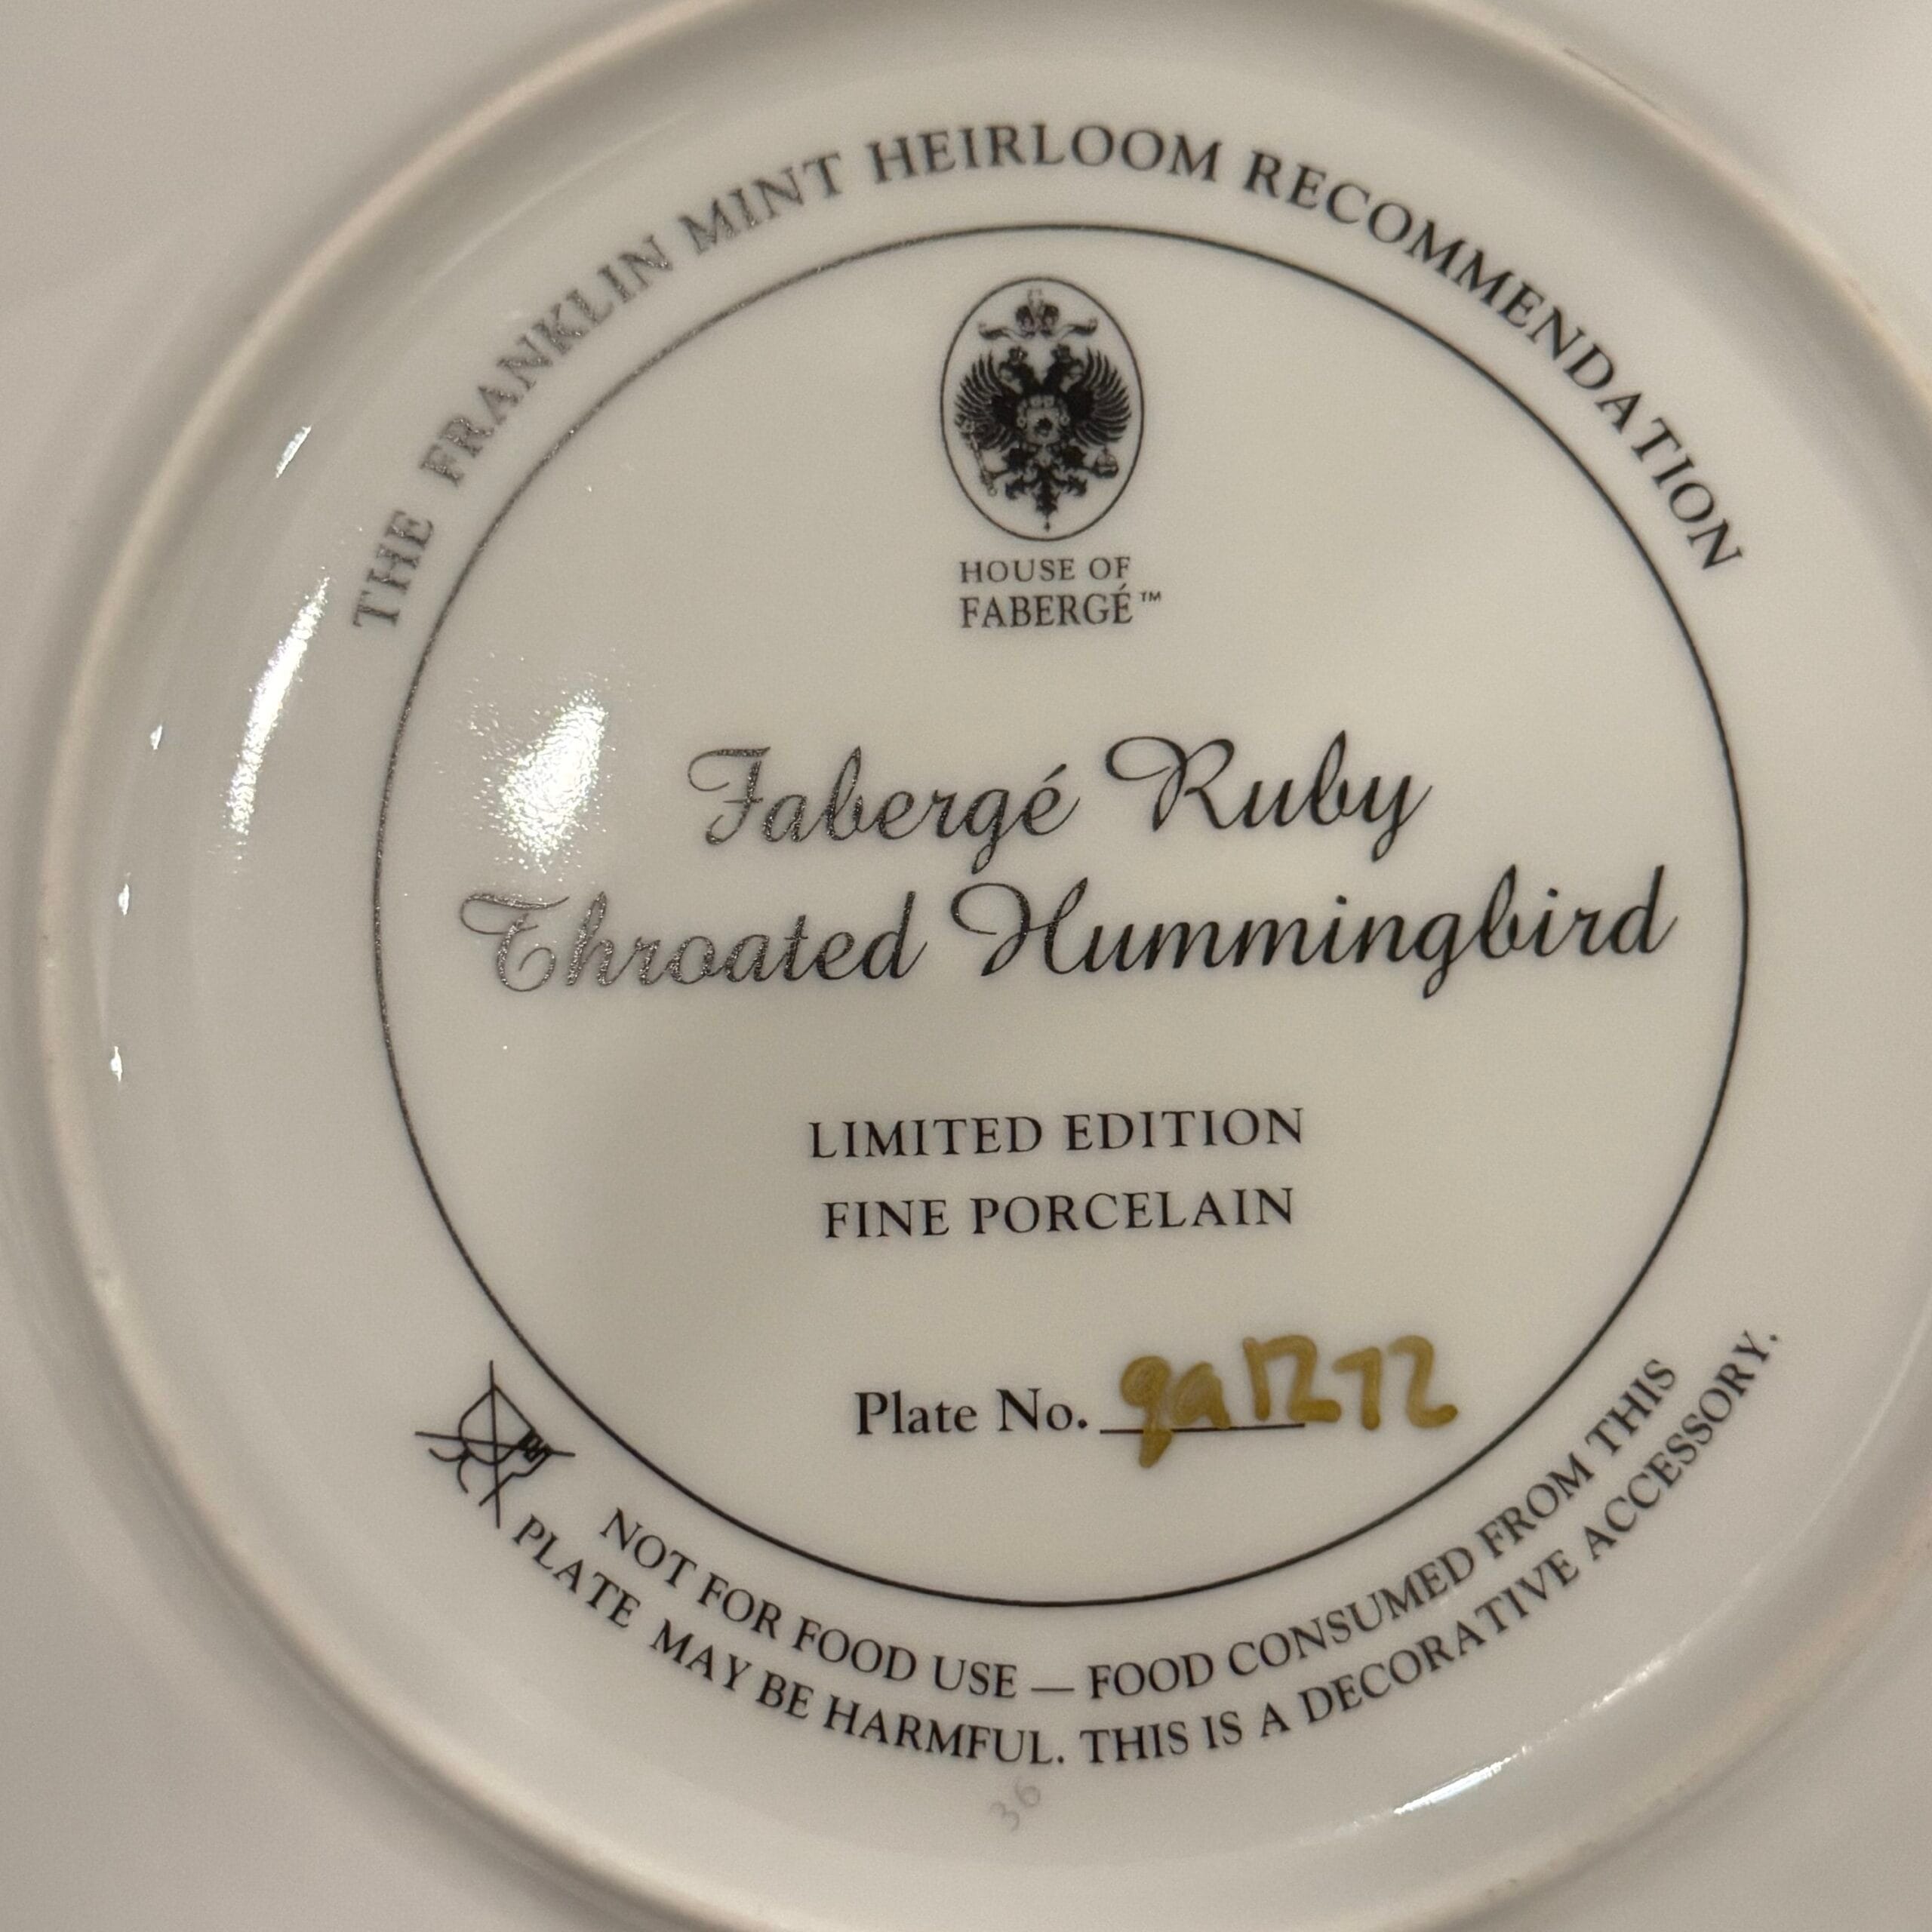 THE FRANKLIN MINT HEIRLOOM RECOMMENDATION
HOUSE OF
FABERGÉ™
Fabergé Ruby
Throated Hummingbird
LIMITED EDITION
FINE PORCELAIN
Plate No.
NOT FOR FOOD USE — FOOD CONSUMED FROM THIS
PLATE MAY BE HARMFUL. THIS IS A DECORATIVE ACCESSORY.
36